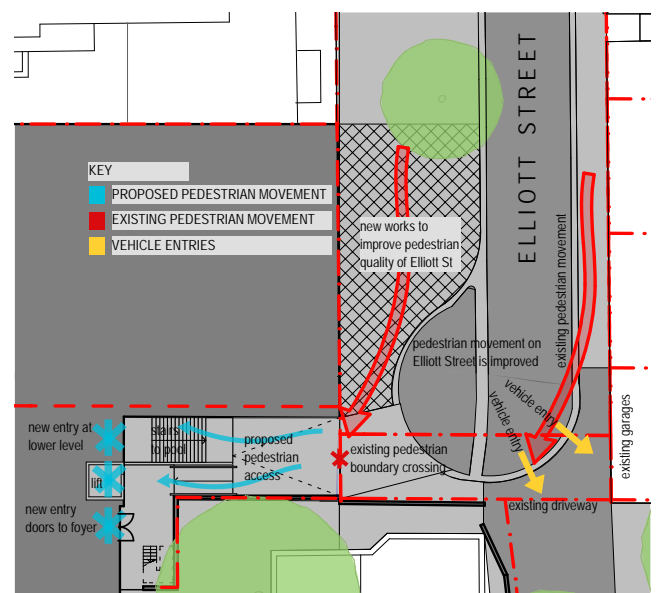 ELLIOTT STREET
KEY
PROPOSED PEDESTRIAN MOVEMENT
EXISTING PEDESTRIAN MOVEMENT
VEHICLE ENTRIES
new works to
improve pedestrian
quality of Elliott St
existing pedestrian movement
pedestrian movement on
Elliott Street is improved
vehicle entry
vehicle entry
existing garages
new entry at
lower level
stairs
to pool
proposed
pedestrian
access
existing pedestrian
boundary crossing
lift
new entry
doors to foyer
existing driveway